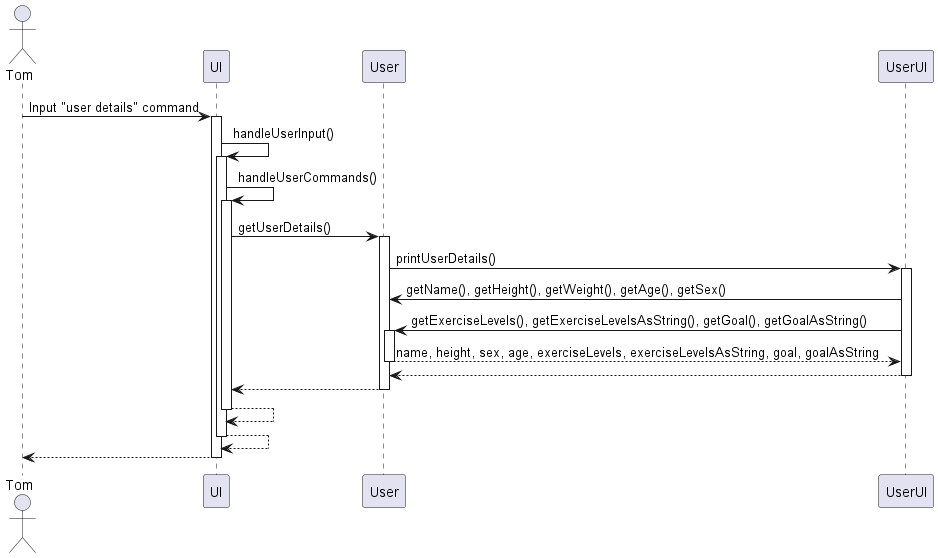 Tom
UI
User
UserUI
Input "user details" command
handleUserInput()
handleUserCommands()
getUserDetails()
printUserDetails()
getName(), getHeight(), getWeight(), getAge(), getSex()
getExerciseLevels(), getExerciseLevelsAsString(), getGoal(), getGoalAsString()
name, height, sex, age, exerciseLevels, exerciseLevelsAsString, goal, goalAsString
Tom
UI
User
UserUI